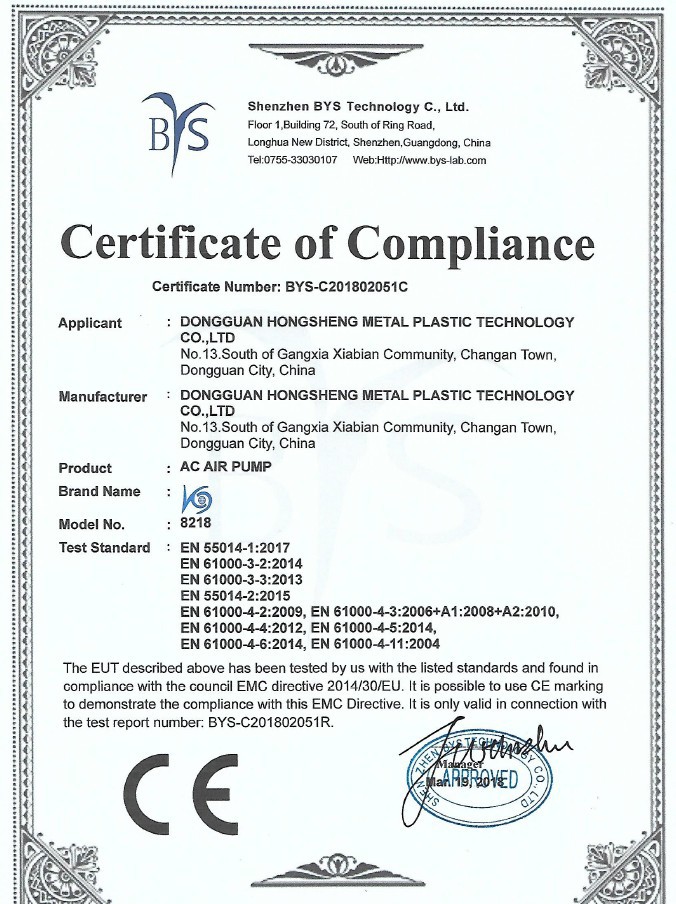 BYS
Shenzhen BYS Technology C., Ltd.
Floor 1,Building 72, South of Ring Road,
Longhua New District, Shenzhen,Guangdong, China
Tel:0755-33030107 Web:Http://www.bys-lab.com
Certificate of Compliance
Certificate Number: BYS-C201802051C
Applicant : DONGGUAN HONGSHENG METAL PLASTIC TECHNOLOGY
CO.,LTD
No.13.South of Gangxia Xiabian Community, Changan Town,
Dongguan City, China
Manufacturer : DONGGUAN HONGSHENG METAL PLASTIC TECHNOLOGY
CO.,LTD
No.13.South of Gangxia Xiabian Community, Changan Town,
Dongguan City, China
Product : AC AIR PUMP
Brand Name :
Model No. : 8218
Test Standard : EN 55014-1:2017
EN 61000-3-2:2014
EN 61000-3-3:2013
EN 55014-2:2015
EN 61000-4-2:2009, EN 61000-4-3:2006+A1:2008+A2:2010,
EN 61000-4-4:2012, EN 61000-4-5:2014,
EN 61000-4-6:2014, EN 61000-4-11:2004
The EUT described above has been tested by us with the listed standards and found in
compliance with the council EMC directive 2014/30/EU. It is possible to use CE marking
to demonstrate the compliance with this EMC Directive. It is only valid in connection with
the test report number: BYS-C201802051R.
CE
SHEN ZHEN BYS TECHNOLOGY CO., LTD
Manager
APPROVED
Mar. 19, 2018